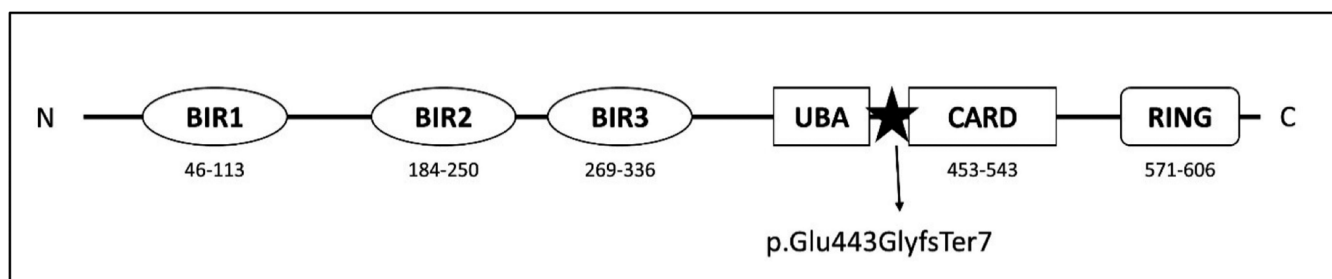 N BIR1 BIR2 BIR3 UBA CARD RING C
46-113 184-250 269-336 453-543 571-606
p.Glu443GlyfsTer7